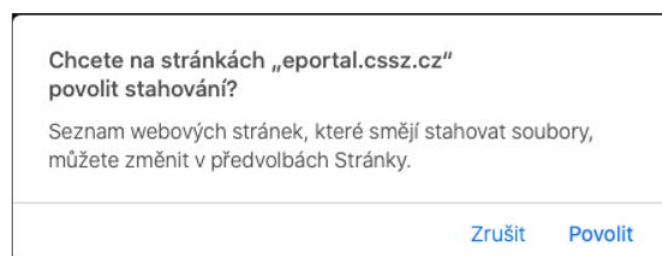 Chcete na stránkách „eportal.cssz.cz“
povolit stahování?
Seznam webových stránek, které smějí stahovat soubory,
můžete změnit v předvolbách Stránky.
Zrušit Povolit